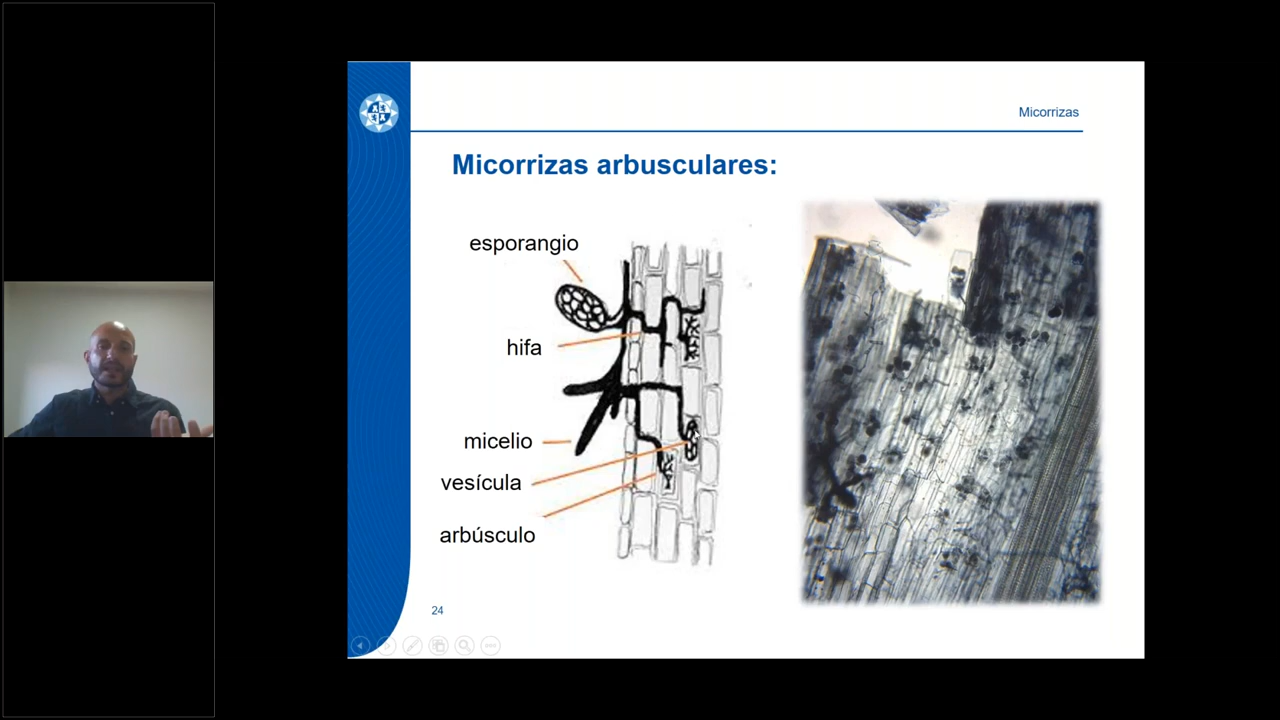 Micorrizas
Micorrizas arbusculares:
esporangio
hifa
micelio
vesícula
arbúsculo
24